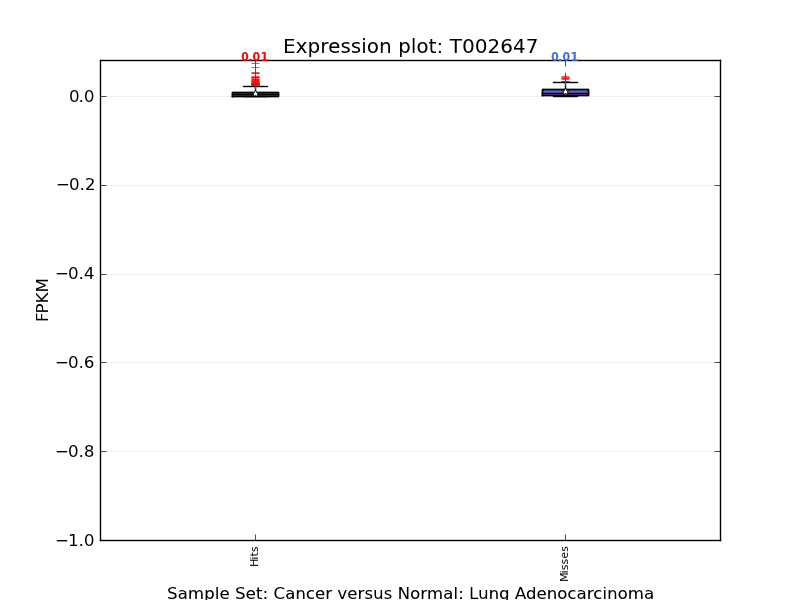 Expression plot: T002647
0.01
0.01
0.0
−0.2
−0.4
−0.6
−0.8
−1.0
FPKM
Hits
Misses
Sample Set: Cancer versus Normal: Lung Adenocarcinoma